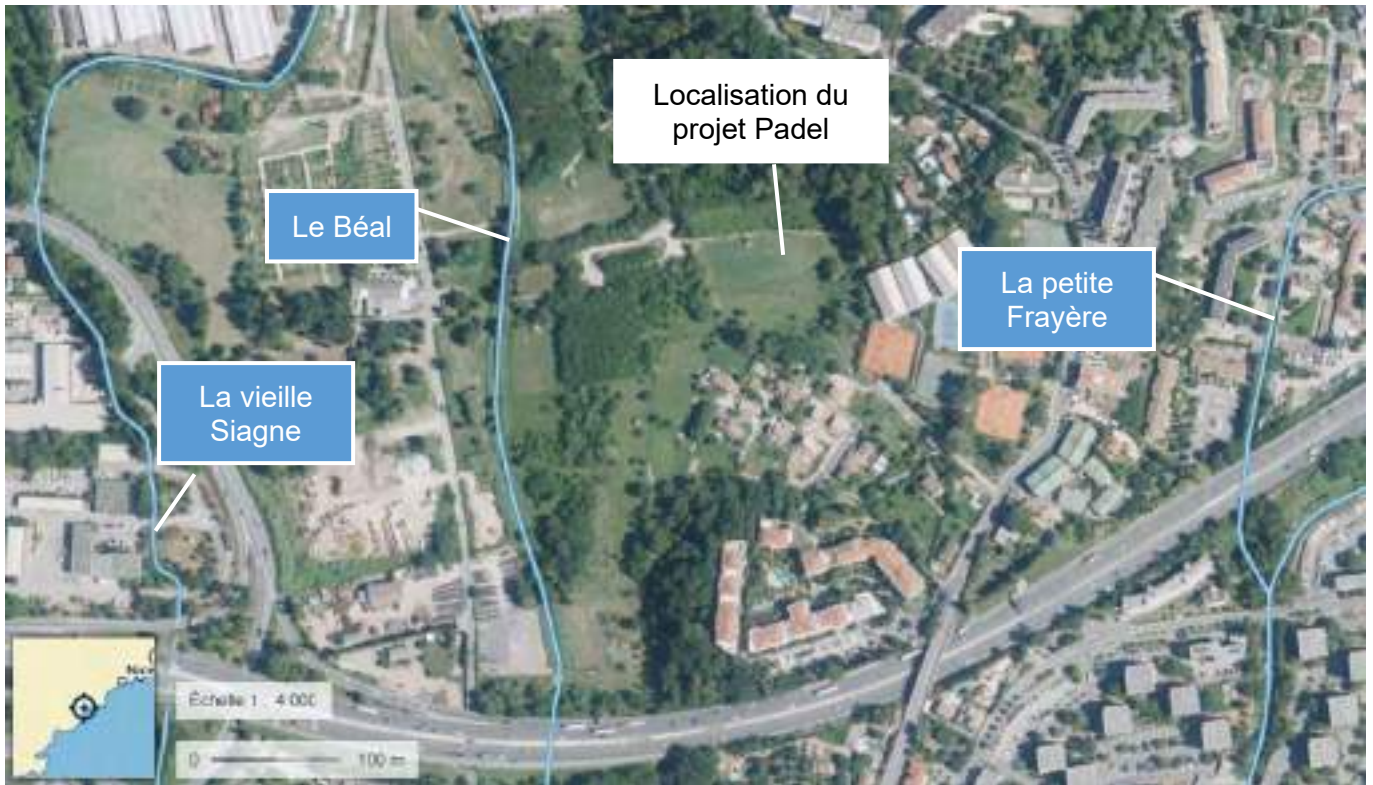 Localisation du
projet Padel
Le Béal
La petite
Frayère
La vieille
Siagne
Échelle 1 : 4 000
0 100 m